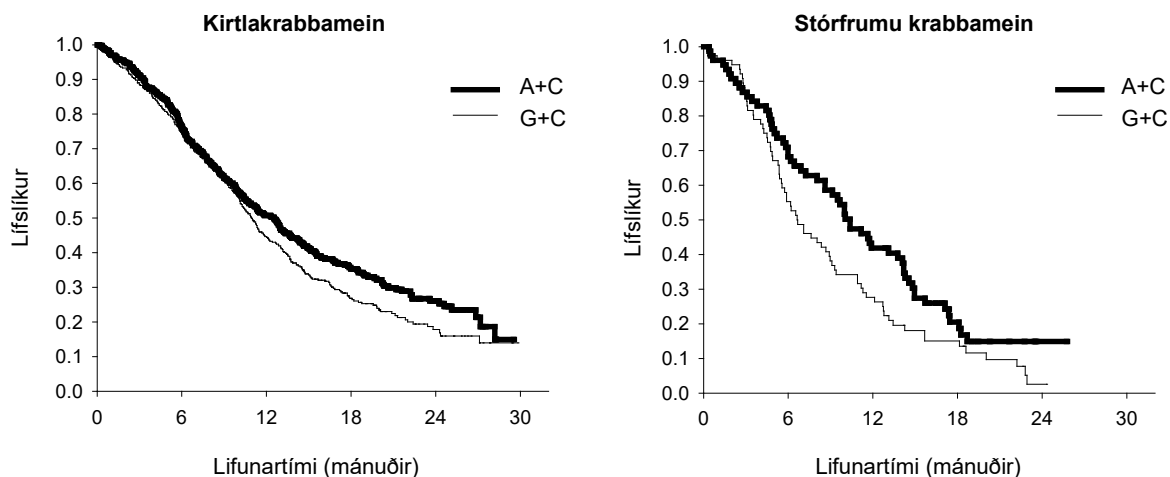 Kirtlakrabbamein
1.0
0.9
0.8
0.7
0.6
0.5
0.4
0.3
0.2
0.1
0.0
Lífslíkur
0 6 12 18 24 30
Lifunartími (mánuðir)
A+C
G+C
Stórfrumu krabbamein
1.0
0.9
0.8
0.7
0.6
0.5
0.4
0.3
0.2
0.1
0.0
Lífslíkur
0 6 12 18 24 30
Lifunartími (mánuðir)
A+C
G+C